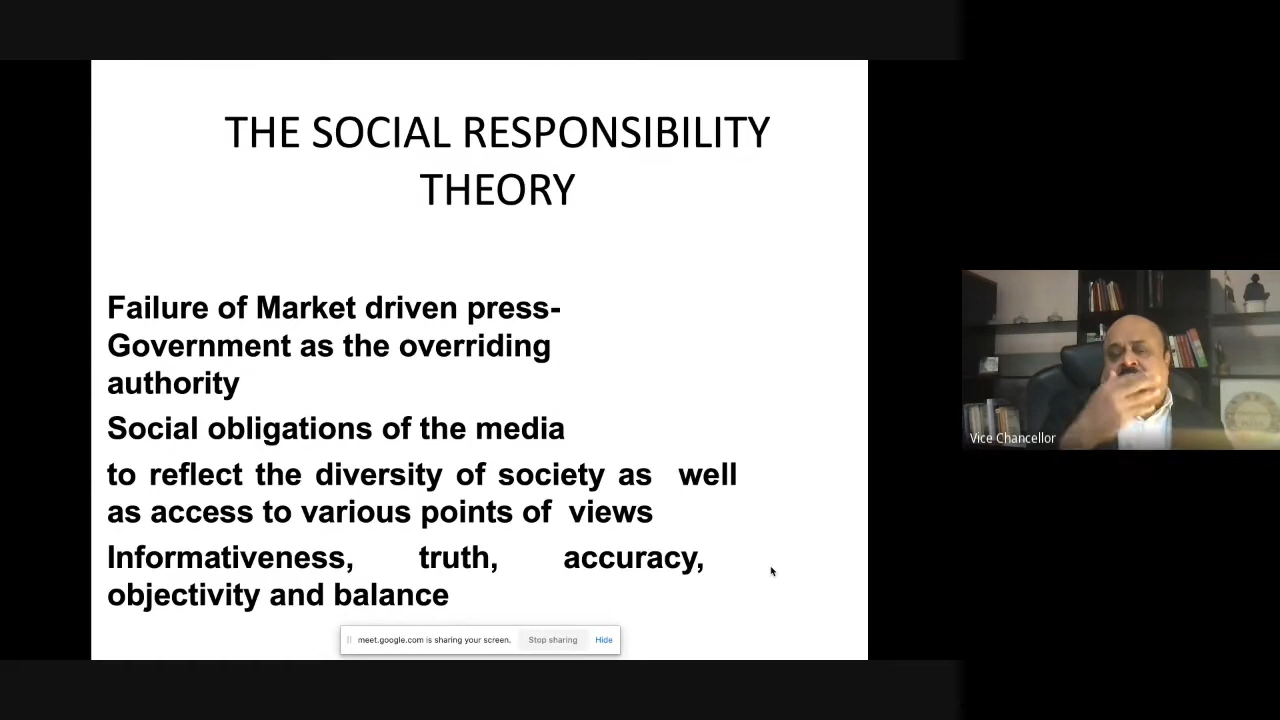 THE SOCIAL RESPONSIBILITY
THEORY
Failure of Market driven press-
Government as the overriding
authority
Social obligations of the media
to reflect the diversity of society as well
as access to various points of views
Informativeness, truth, accuracy,
objectivity and balance
meet.google.com is sharing your screen. Stop sharing Hide
Vice Chancellor